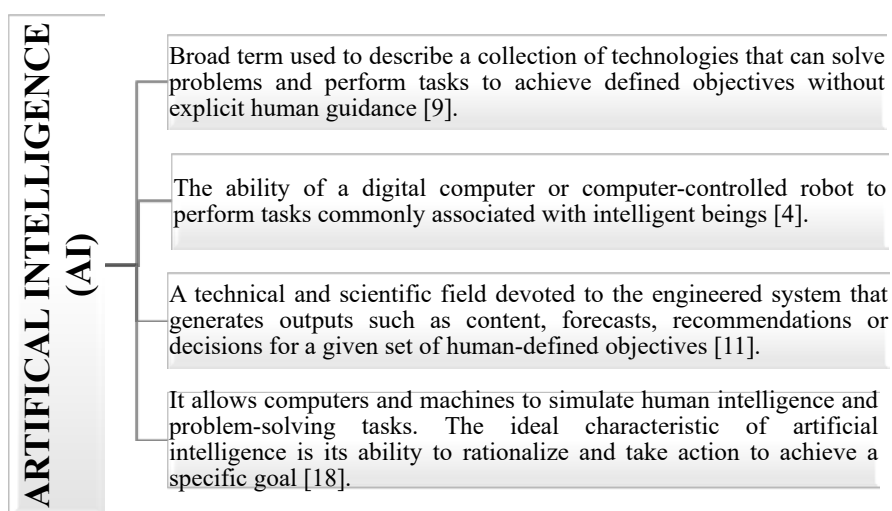 ARTIFICAL INTELLIGENCE
(AI)
Broad term used to describe a collection of technologies that can solve
problems and perform tasks to achieve defined objectives without
explicit human guidance [9].
The ability of a digital computer or computer-controlled robot to
perform tasks commonly associated with intelligent beings [4].
A technical and scientific field devoted to the engineered system that
generates outputs such as content, forecasts, recommendations or
decisions for a given set of human-defined objectives [11].
It allows computers and machines to simulate human intelligence and
problem-solving tasks. The ideal characteristic of artificial
intelligence is its ability to rationalize and take action to achieve a
specific goal [18].